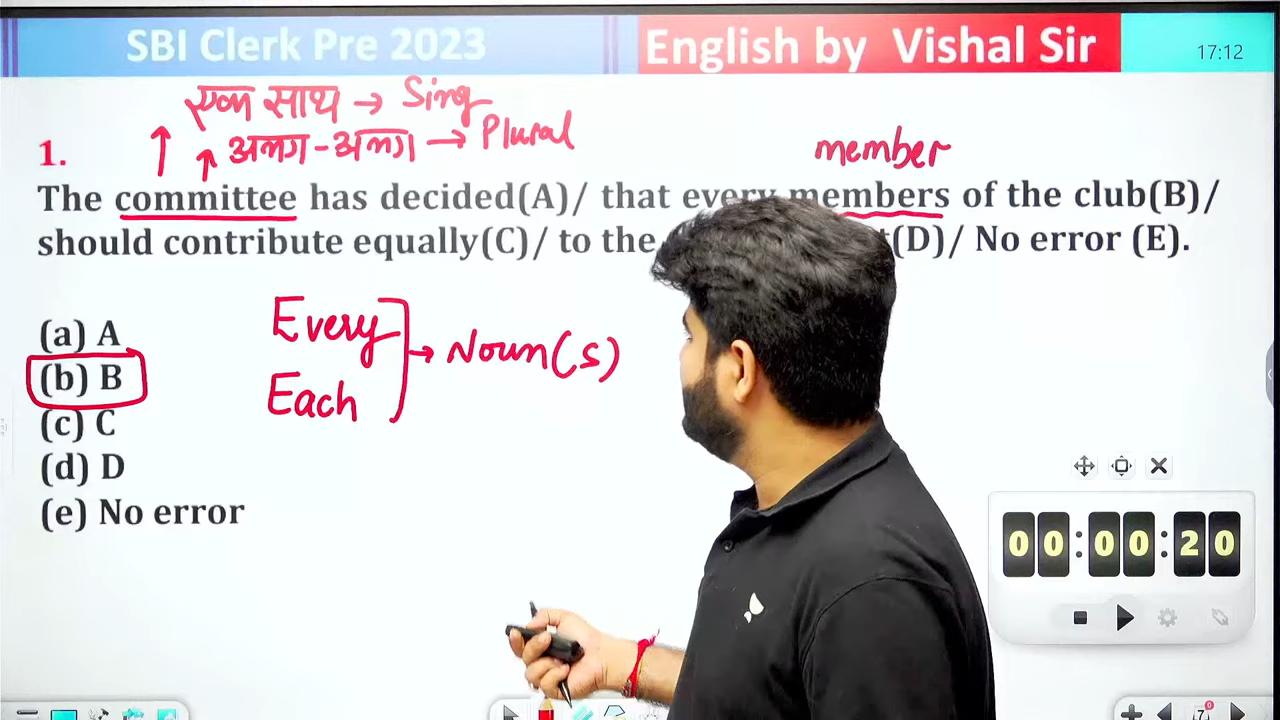 SBI Clerk Pre 2023
English by Vishal Sir
17:12
एक साथ → Sing
अलग-अलग → Plural
member
1.
The committee has decided(A)/ that every members of the club(B)/
should contribute equally(C)/ to the (D)/ No error (E).
(a) A
(b) B
(c) C
(d) D
(e) No error
Every
Each
→ Noun(s)
00:00:20